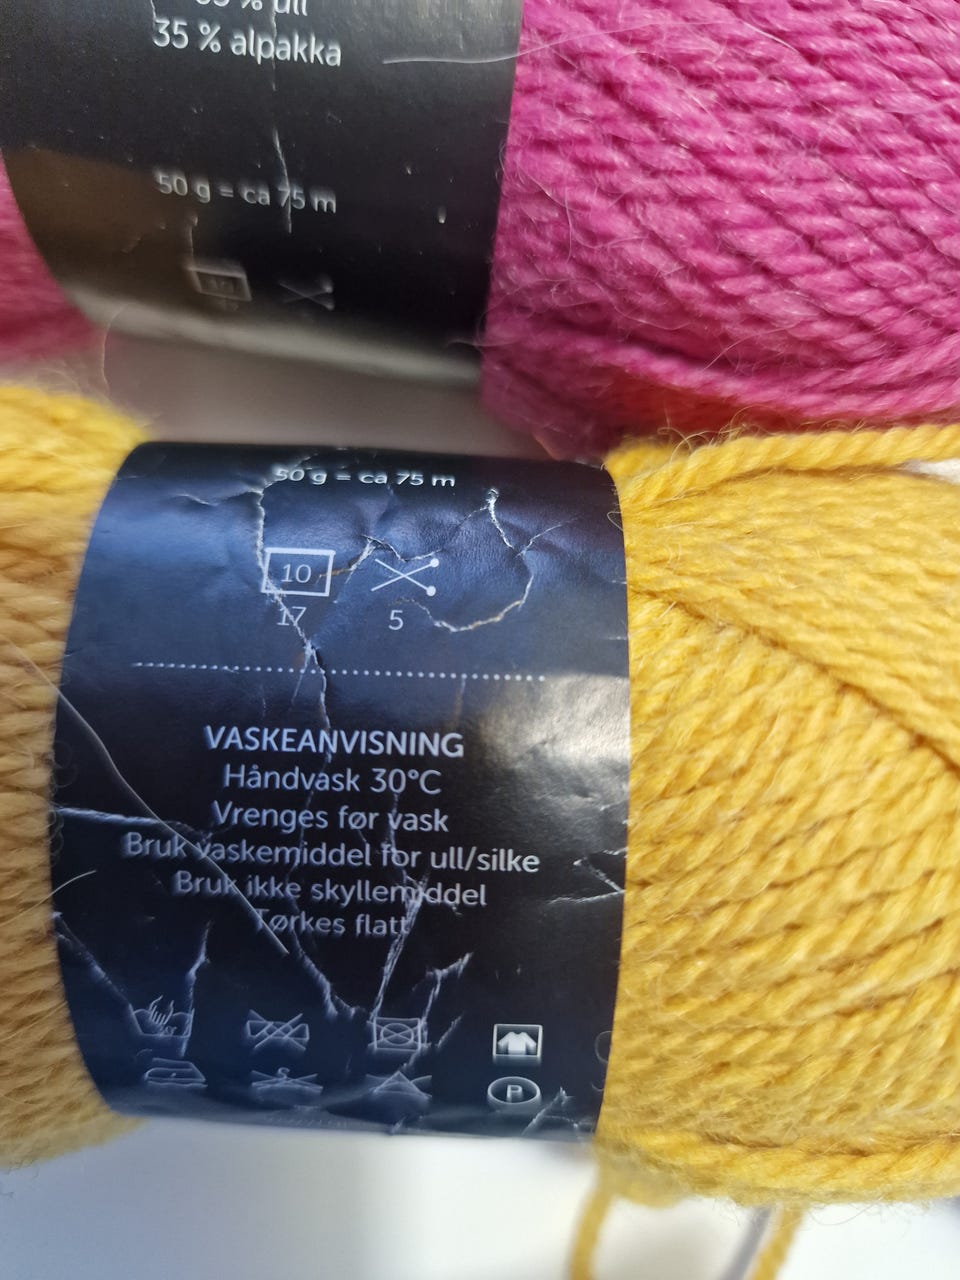 % ull
35 % alpakka
50 g = ca 75 m
50 g = ca 75 m
10
17
5
VASKEANVISNING
Håndvask 30°C
Vrenges før vask
Bruk vaskemiddel for ull/silke
Bruk ikke skyllemiddel
Tørkes flatt
P